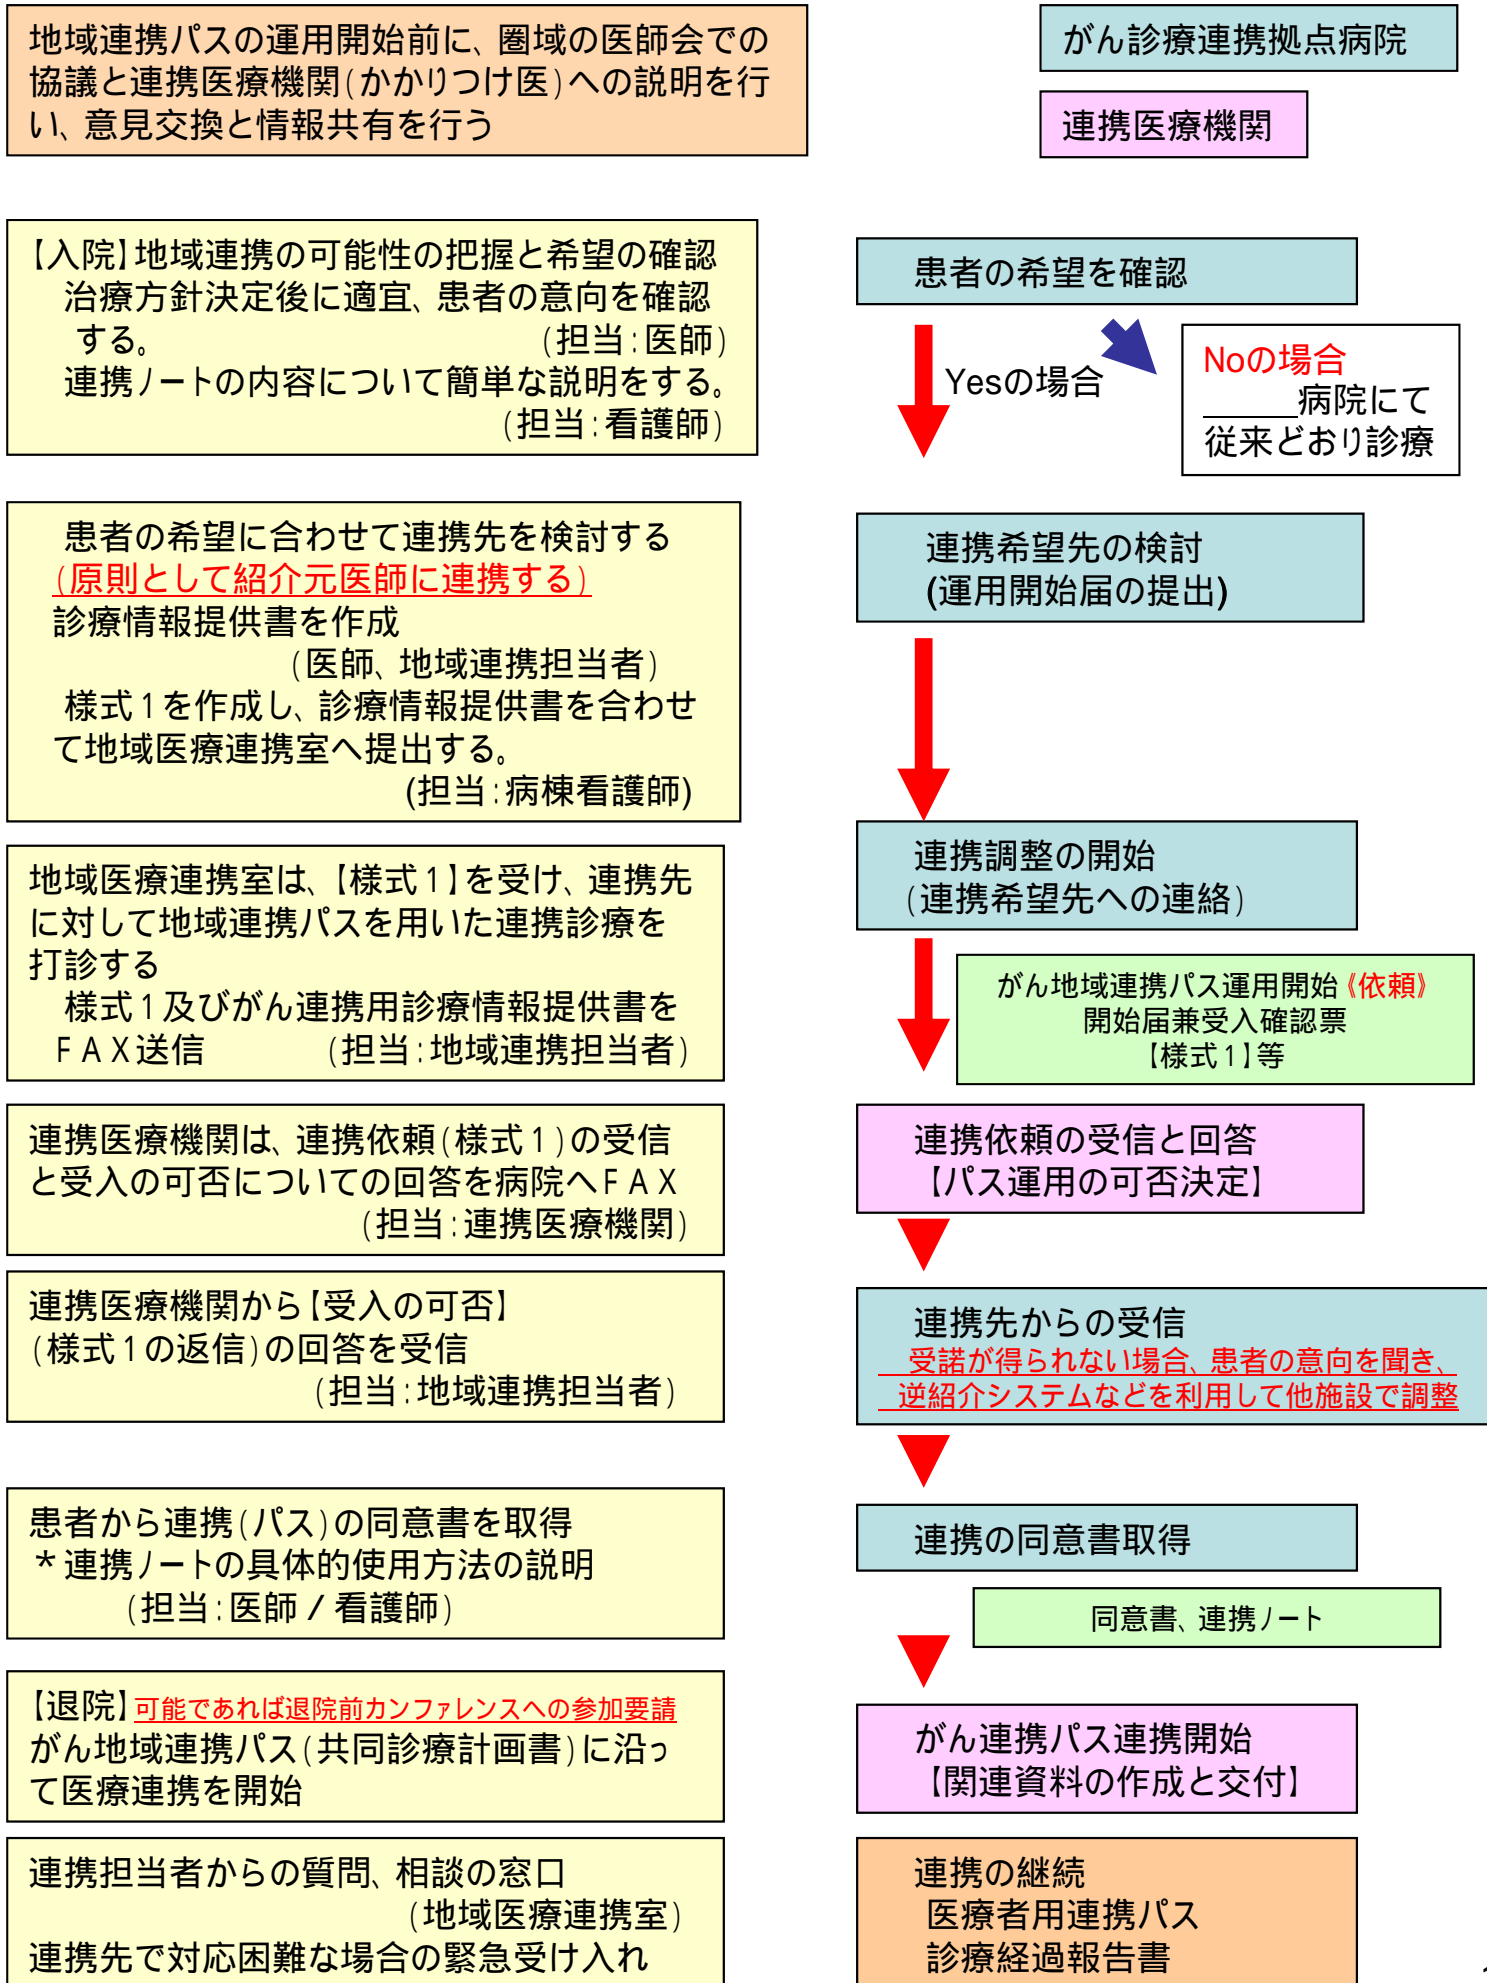 地域連携パスの運用開始前に、圏域の医師会での
協議と連携医療機関(かかりつけ医)への説明を行
い、意見交換と情報共有を行う
がん診療連携拠点病院
連携医療機関
【入院】地域連携の可能性の把握と希望の確認
治療方針決定後に適宜、患者の意向を確認
する。 (担当:医師)
連携ノートの内容について簡単な説明をする。
(担当:看護師)
患者の希望を確認
Yesの場合
Noの場合
_____病院にて
従来どおり診療
患者の希望に合わせて連携先を検討する
(原則として紹介元医師に連携する)
診療情報提供書を作成
(医師、地域連携担当者)
様式1を作成し、診療情報提供書を合わせ
て地域医療連携室へ提出する。
(担当:病棟看護師)
連携希望先の検討
(運用開始届の提出)
地域医療連携室は、【様式1】を受け、連携先
に対して地域連携パスを用いた連携診療を
打診する
様式1及びがん連携用診療情報提供書を
FAX送信 (担当:地域連携担当者)
連携調整の開始
(連携希望先への連絡)
がん地域連携パス運用開始《依頼》
開始届兼受入確認票
【様式1】等
連携医療機関は、連携依頼(様式1)の受信
と受入の可否についての回答を病院へFAX
(担当:連携医療機関)
連携依頼の受信と回答
【パス運用の可否決定】
連携医療機関から【受入の可否】
(様式1の返信)の回答を受信
(担当:地域連携担当者)
連携先からの受信
受諾が得られない場合、患者の意向を聞き、
逆紹介システムなどを利用して他施設で調整
患者から連携(パス)の同意書を取得
*連携ノートの具体的使用方法の説明
(担当:医師/看護師)
連携の同意書取得
同意書、連携ノート
【退院】可能であれば退院前カンファレンスへの参加要請
がん地域連携パス(共同診療計画書)に沿っ
て医療連携を開始
がん連携パス連携開始
【関連資料の作成と交付】
連携担当者からの質問、相談の窓口
(地域医療連携室)
連携先で対応困難な場合の緊急受け入れ
連携の継続
医療者用連携パス
診療経過報告書